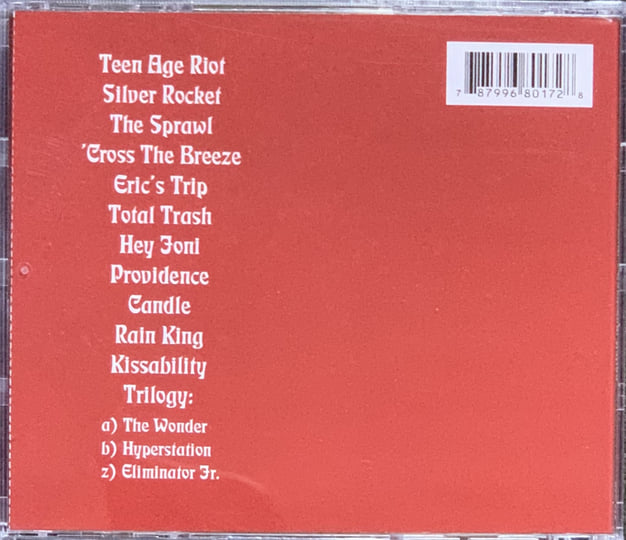 Teen Age Riot
Silver Rocket
The Sprawl
'Cross The Breeze
Eric's Trip
Total Trash
Hey Joni
Providence
Candle
Rain King
Kissability
Trilogy:
a) The Wonder
b) Hyperstation
z) Eliminator Jr.
7 87996 80172 8